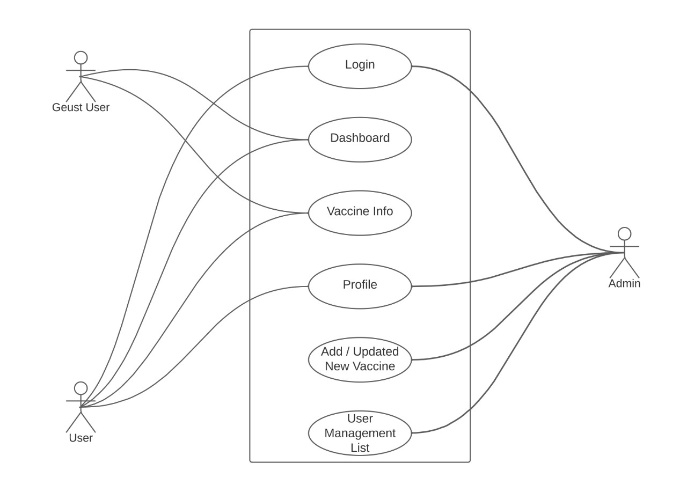 Login
Geust User
Dashboard
Vaccine Info
Profile
Admin
Add / Updated
New Vaccine
User
Management
List
User